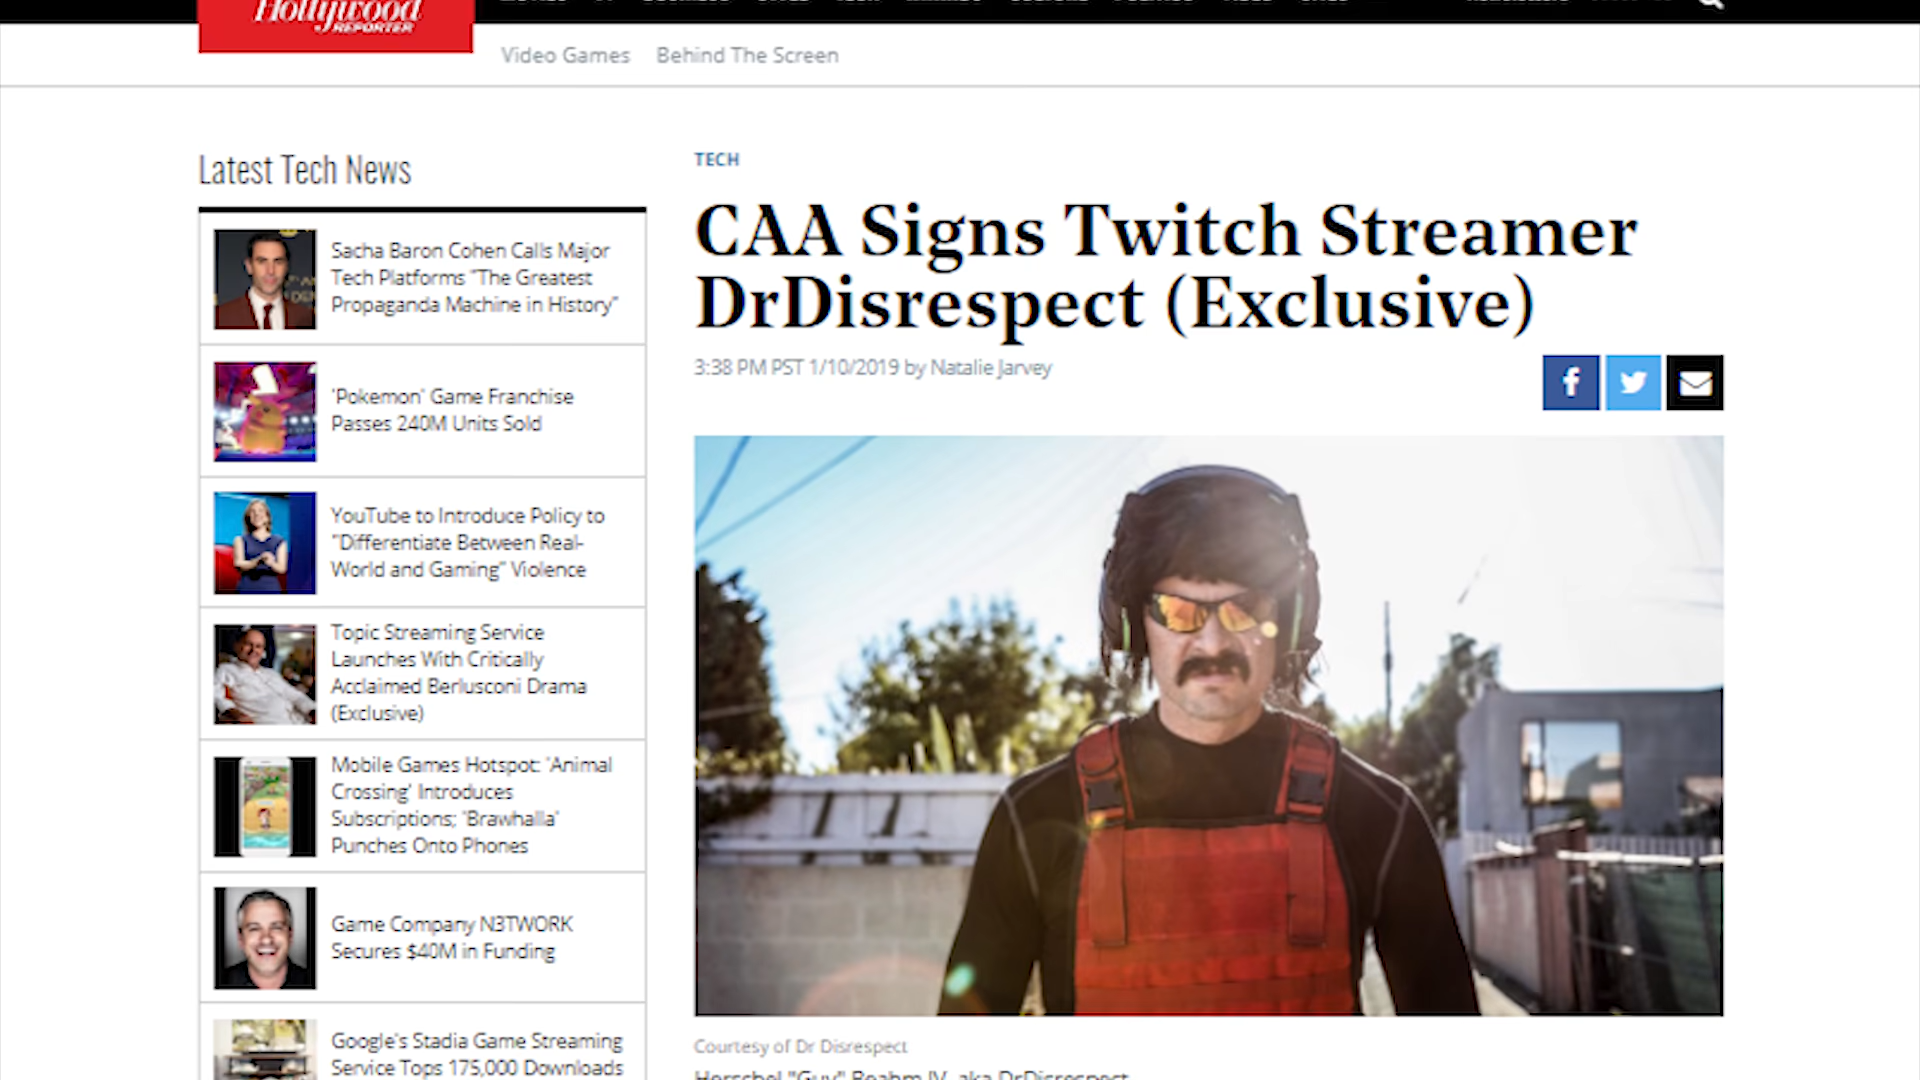 Hollywood
REPORTER
Video Games Behind The Screen
Latest Tech News
Sacha Baron Cohen Calls Major
Tech Platforms "The Greatest
Propaganda Machine in History"
'Pokemon' Game Franchise
Passes 240M Units Sold
YouTube to Introduce Policy to
"Differentiate Between Real-
World and Gaming" Violence
Topic Streaming Service
Launches With Critically
Acclaimed Berlusconi Drama
(Exclusive)
Mobile Games Hotspot: 'Animal
Crossing' Introduces
Subscriptions; 'Brawhalla'
Punches Onto Phones
Game Company N3TWORK
Secures $40M in Funding
Google's Stadia Game Streaming
Service Tops 175,000 Downloads
TECH
CAA Signs Twitch Streamer
DrDisrespect (Exclusive)
3:38 PM PST 1/10/2019 by Natalie Jarvey
Courtesy of Dr Disrespect
Herschel "Guy" Beahm IV, aka DrDisrespect